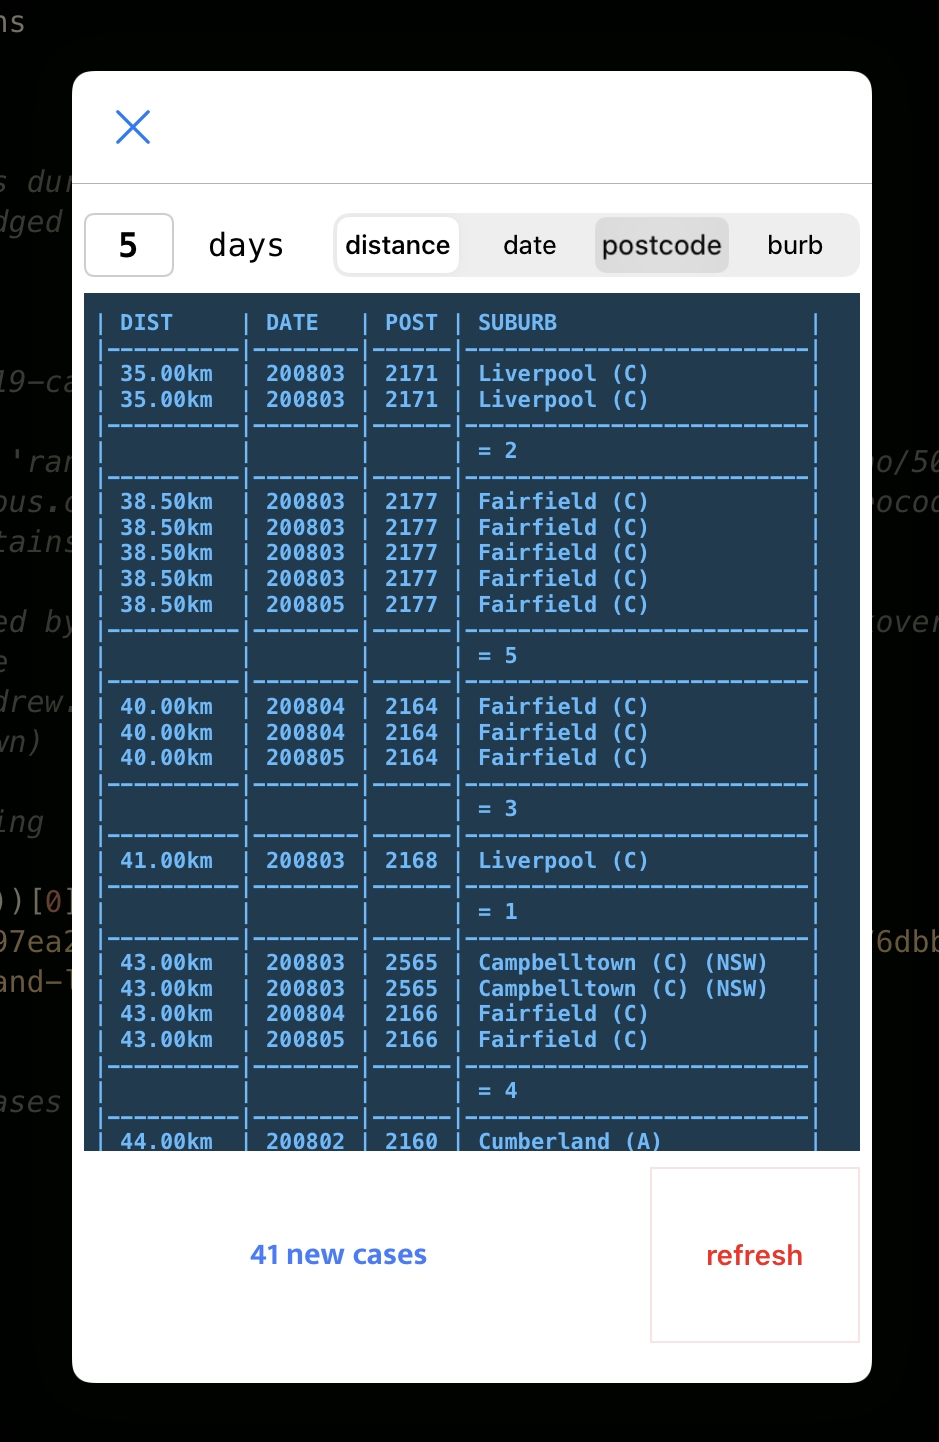 ns
s dur
dged
5 days distance date postcode burb
| DIST | DATE | POST | SUBURB |
|----------|--------|------|--------------------------|
19-ca
| 35.00km | 200803 | 2171 | Liverpool (C) |
| 35.00km | 200803 | 2171 | Liverpool (C) |
|----------|--------|------|--------------------------|
| | | | = 2 |
'ran
no/50
|----------|--------|------|--------------------------|
| 38.50km | 200803 | 2177 | Fairfield (C) |
ous.c
ocod
| 38.50km | 200803 | 2177 | Fairfield (C) |
tains
| 38.50km | 200803 | 2177 | Fairfield (C) |
| 38.50km | 200803 | 2177 | Fairfield (C) |
| 38.50km | 200805 | 2177 | Fairfield (C) |
ed by
cover
|----------|--------|------|--------------------------|
| | | | = 5 |
e
|----------|--------|------|--------------------------|
drew.
| 40.00km | 200804 | 2164 | Fairfield (C) |
| 40.00km | 200804 | 2164 | Fairfield (C) |
wn)
| 40.00km | 200805 | 2164 | Fairfield (C) |
|----------|--------|------|--------------------------|
| | | | = 3 |
ing
|----------|--------|------|--------------------------|
| 41.00km | 200803 | 2168 | Liverpool (C) |
|----------|--------|------|--------------------------|
))[0]
| | | | = 1 |
|----------|--------|------|--------------------------|
97ea2
6dbb
| 43.00km | 200803 | 2565 | Campbelltown (C) (NSW) |
and-l
| 43.00km | 200803 | 2565 | Campbelltown (C) (NSW) |
| 43.00km | 200804 | 2166 | Fairfield (C) |
| 43.00km | 200805 | 2166 | Fairfield (C) |
|----------|--------|------|--------------------------|
| | | | = 4 |
ases
|----------|--------|------|--------------------------|
| 44.00km | 200802 | 2160 | Cumberland (A) |
41 new cases
refresh